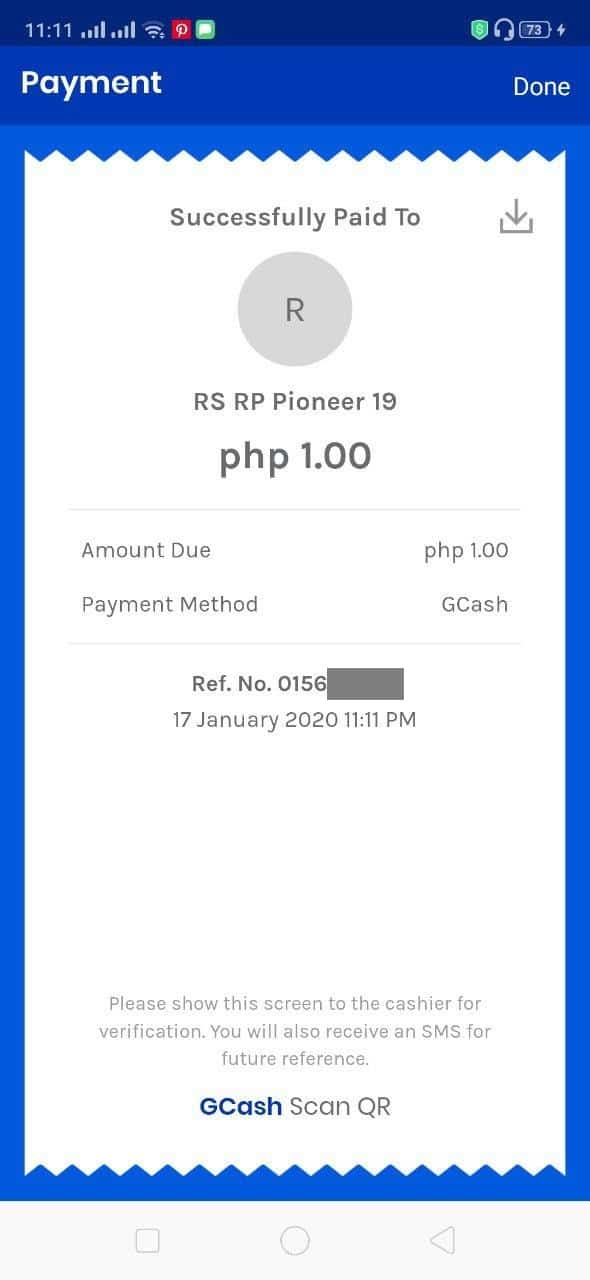 11:11 73
Payment
Done
Successfully Paid To
R
RS RP Pioneer 19
php 1.00
Amount Due php 1.00
Payment Method GCash
Ref. No. 0156
17 January 2020 11:11 PM
Please show this screen to the cashier for
verification. You will also receive an SMS for
future reference.
GCash Scan QR